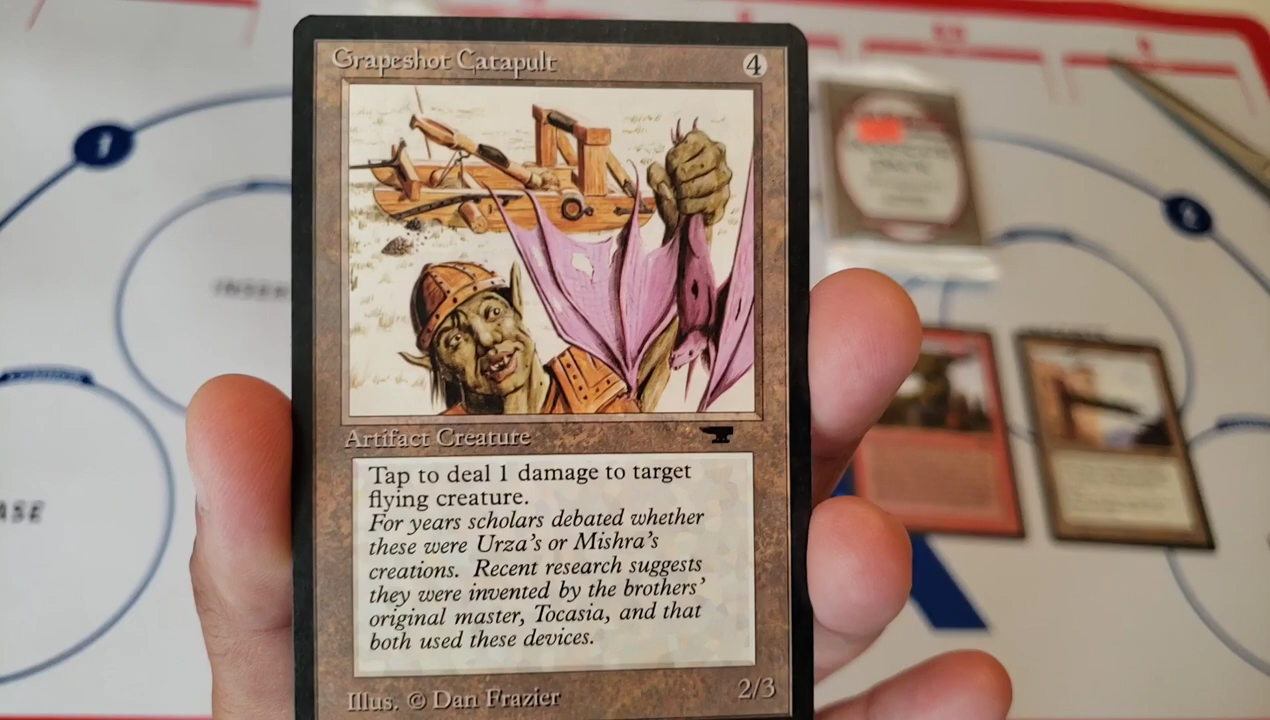 Grapeshot Catapult
4
Artifact Creature
Tap to deal 1 damage to target
flying creature.
For years scholars debated whether
these were Urza's or Mishra's
creations. Recent research suggests
they were invented by the brothers'
original master, Tocasia, and that
both used these devices.
Illus. © Dan Frazier
2/3
1